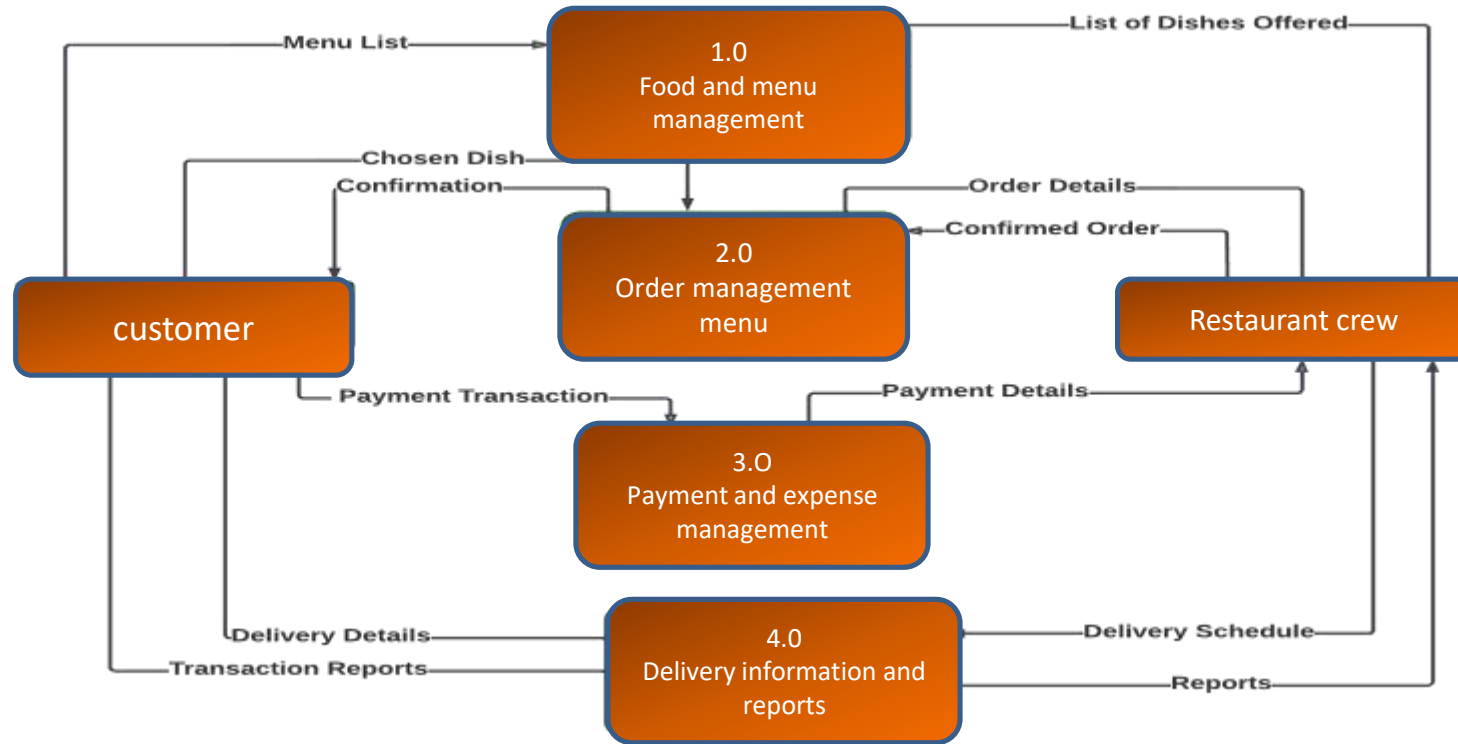 List of Dishes Offered
Menu List
1.0
Food and menu
management
Chosen Dish
Confirmation
Order Details
Confirmed Order
2.0
Order management
menu
customer
Restaurant crew
Payment Transaction
Payment Details
3.O
Payment and expense
management
Delivery Details
Delivery Schedule
4.0
Delivery information and
reports
Transaction Reports
Reports